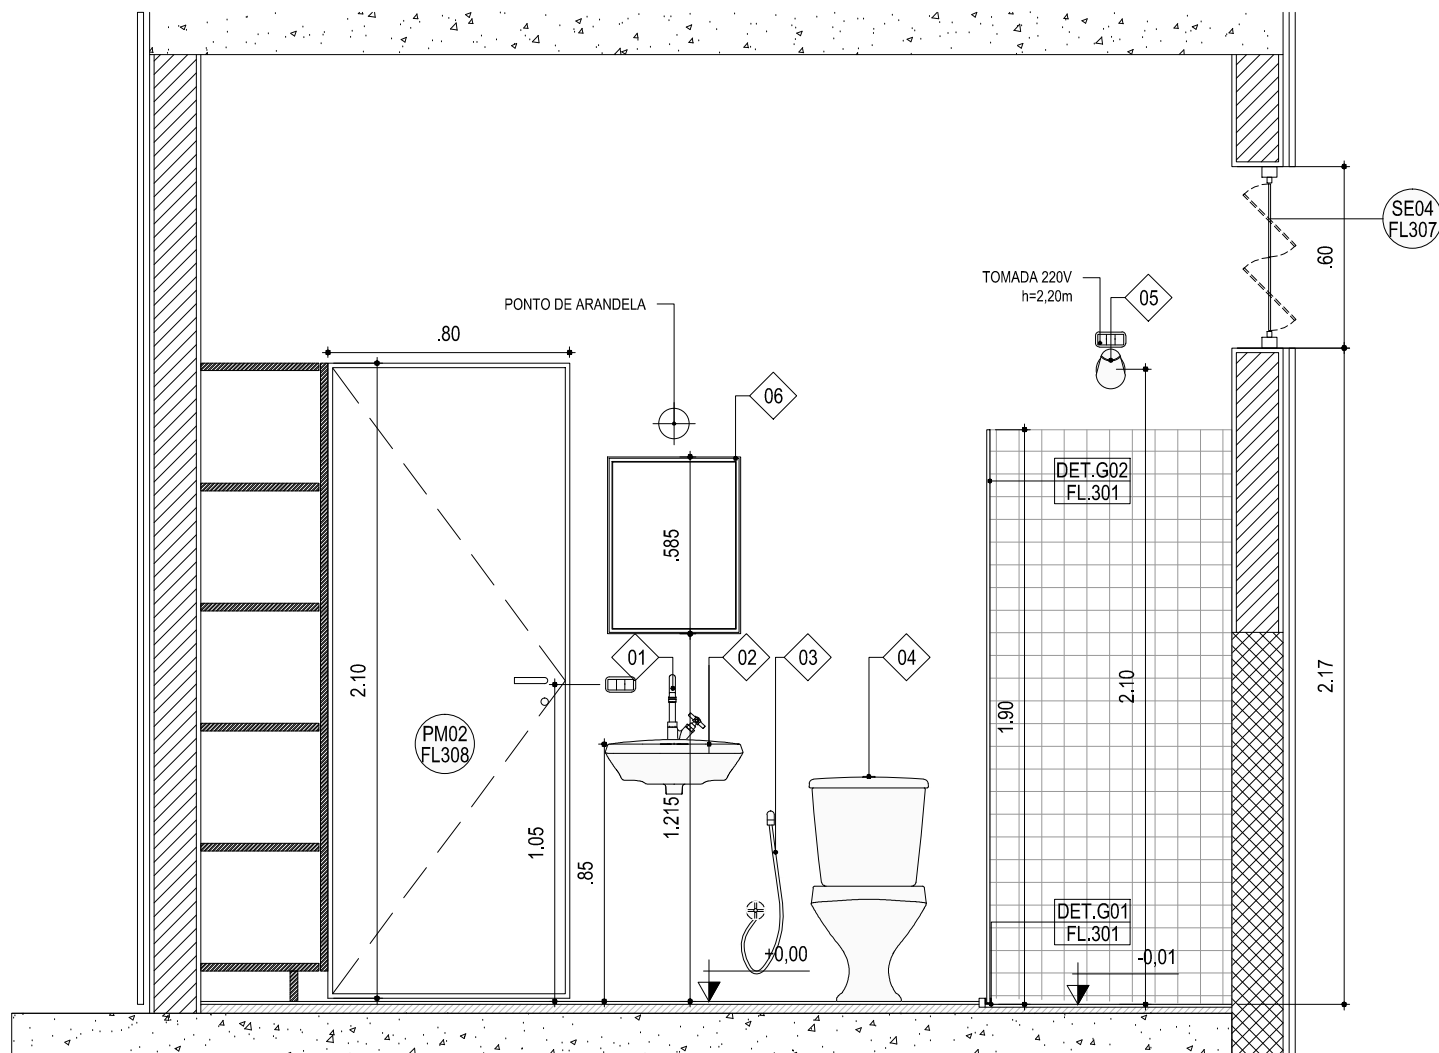 SE04
FL307
.60
TOMADA 220V
h=2,20m
05
PONTO DE ARANDELA
.80
06
DET.G02
FL.301
.585
01
02
03
04
2.10
2.10
2.17
1.90
PM02
FL308
1.215
1.05
.85
DET.G01
FL.301
+0,00
-0,01